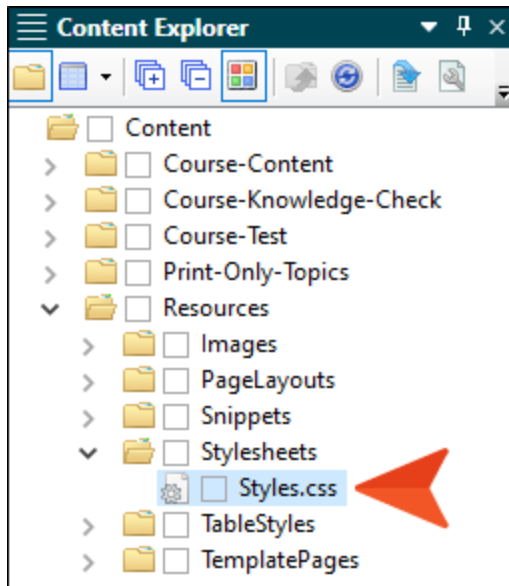 Content Explorer
Content
Course-Content
Course-Knowledge-Check
Course-Test
Print-Only-Topics
Resources
Images
PageLayouts
Snippets
Stylesheets
Styles.css
TableStyles
TemplatePages